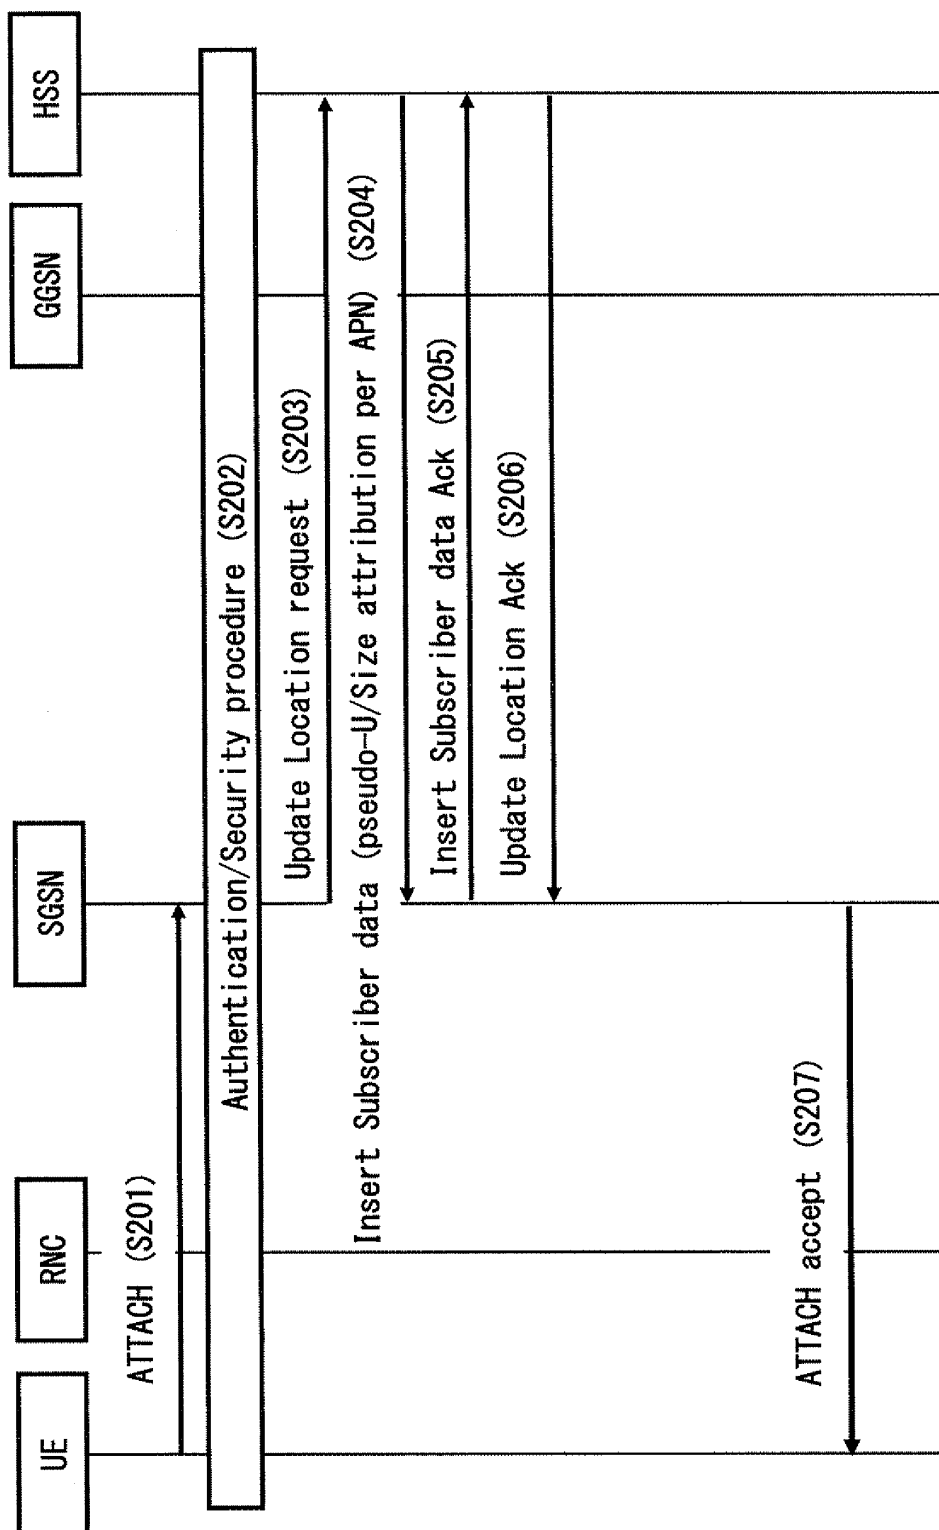 UE
RNC
SGSN
GGSN
HSS
ATTACH (S201)
Authentication/Security procedure (S202)
Update Location request (S203)
Insert Subscriber data (pseudo-U/Size attribution per APN) (S204)
Insert Subscriber data Ack (S205)
Update Location Ack (S206)
ATTACH accept (S207)